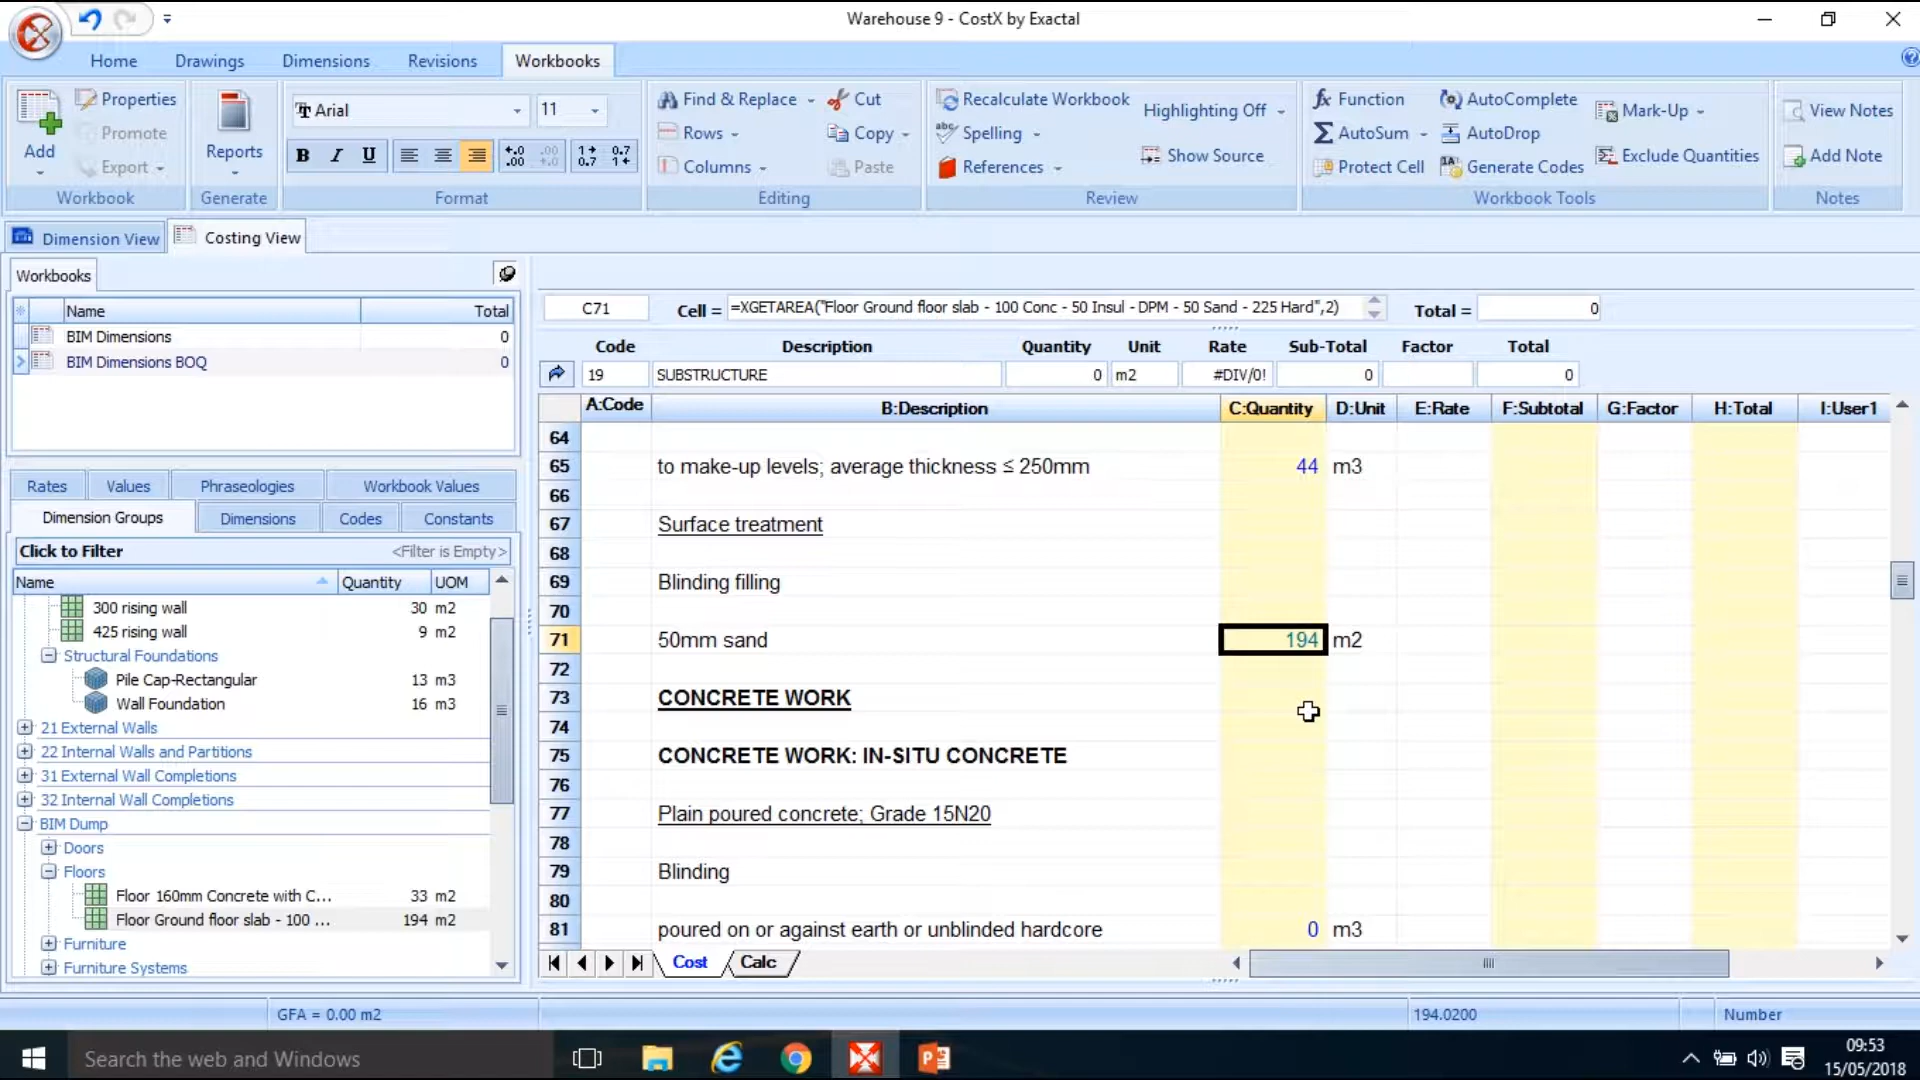 Warehouse 9 - CostX by Exactal
Home Drawings Dimensions Revisions Workbooks
Add Properties Promote Export Workbook
Reports Generate
Arial 11
B I U Format
Find & Replace Cut
Rows Copy
Columns Paste
Editing
Recalculate Workbook Highlighting Off
Spelling Show Source
References
Review
Function AutoComplete Mark-Up
AutoSum AutoDrop
Protect Cell Generate Codes Exclude Quantities
Workbook Tools
View Notes
Add Note
Notes
Dimension View Costing View
Workbooks
Name Total
BIM Dimensions 0
BIM Dimensions BOQ 0
Rates Values Phraseologies Workbook Values
Dimension Groups Dimensions Codes Constants
Click to Filter <Filter is Empty>
Name Quantity UOM
300 rising wall 30 m2
425 rising wall 9 m2
Structural Foundations
Pile Cap-Rectangular 13 m3
Wall Foundation 16 m3
21 External Walls
22 Internal Walls and Partitions
31 External Wall Completions
32 Internal Wall Completions
BIM Dump
Doors
Floors
Floor 160mm Concrete with C... 33 m2
Floor Ground floor slab - 100 ... 194 m2
Furniture
Furniture Systems
C71 Cell = =XGETAREA("Floor Ground floor slab - 100 Conc - 50 Insul - DPM - 50 Sand - 225 Hard",2) Total = 0
Code Description Quantity Unit Rate Sub-Total Factor Total
19 SUBSTRUCTURE 0 m2 #DIV/0! 0 0
A:Code B:Description C:Quantity D:Unit E:Rate F:Subtotal G:Factor H:Total I:User1
64
65 to make-up levels; average thickness ≤ 250mm 44 m3
66
67 Surface treatment
68
69 Blinding filling
70
71 50mm sand 194 m2
72
73 CONCRETE WORK
74
75 CONCRETE WORK: IN-SITU CONCRETE
76
77 Plain poured concrete; Grade 15N20
78
79 Blinding
80
81 poured on or against earth or unblinded hardcore 0 m3
Cost Calc
GFA = 0.00 m2 194.0200 Number
Search the web and Windows
09:53
15/05/2018